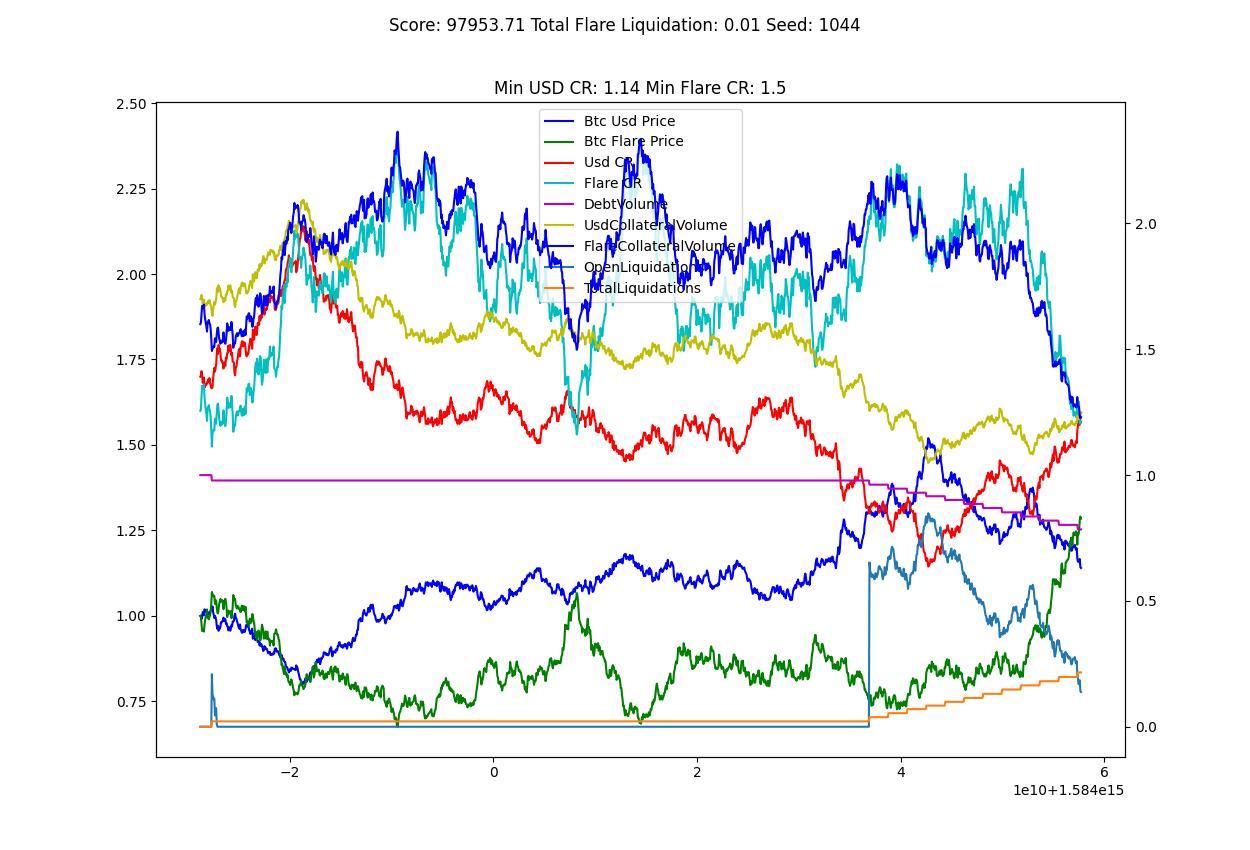 Score: 97953.71 Total Flare Liquidation: 0.01 Seed: 1044
Min USD CR: 1.14 Min Flare CR: 1.5
2.50
2.25
2.00
1.75
1.50
1.25
1.00
0.75
Btc Usd Price
Btc Flare Price
Usd CR
Flare CR
DebtVolume
UsdCollateralVolume
FlareCollateralVolume
OpenLiquidations
TotalLiquidations
2.0
1.5
1.0
0.5
0.0
−2
0
2
4
6
1e10+1.584e15